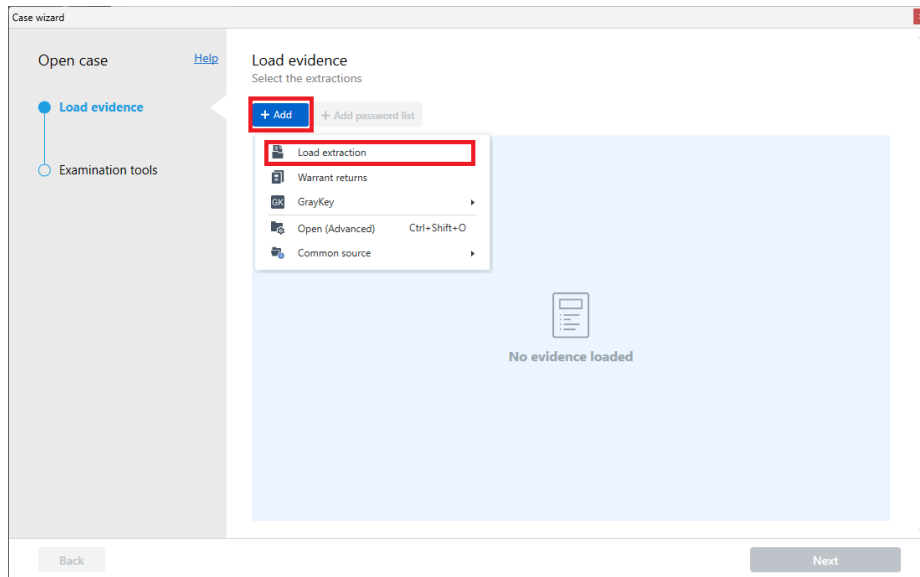 Case wizard
Open case
Help
Load evidence
Examination tools
Load evidence
Select the extractions
+ Add
+ Add password list
Load extraction
Warrant returns
GK GrayKey
Open (Advanced) Ctrl+Shift+O
Common source
No evidence loaded
Back
Next